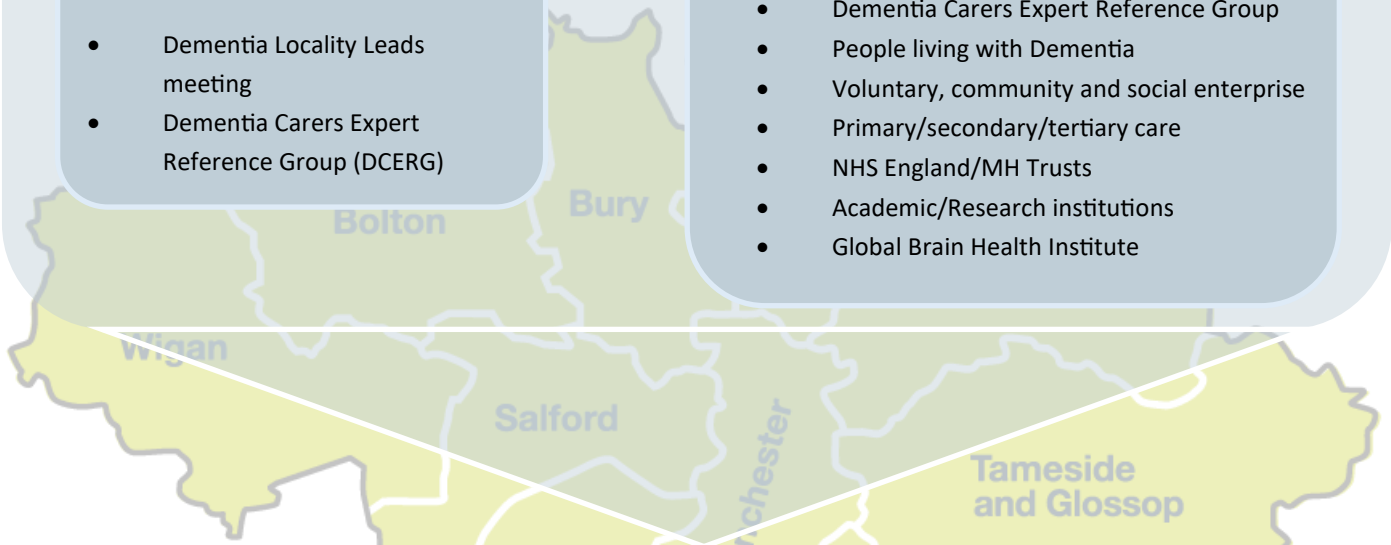 • Dementia Locality Leads
meeting
• Dementia Carers Expert
Reference Group (DCERG)
• Dementia Carers Expert Reference Group
• People living with Dementia
• Voluntary, community and social enterprise
• Primary/secondary/tertiary care
• NHS England/MH Trusts
• Academic/Research institutions
• Global Brain Health Institute
Bolton
Bury
Wigan
Salford
Tameside
and Glossop